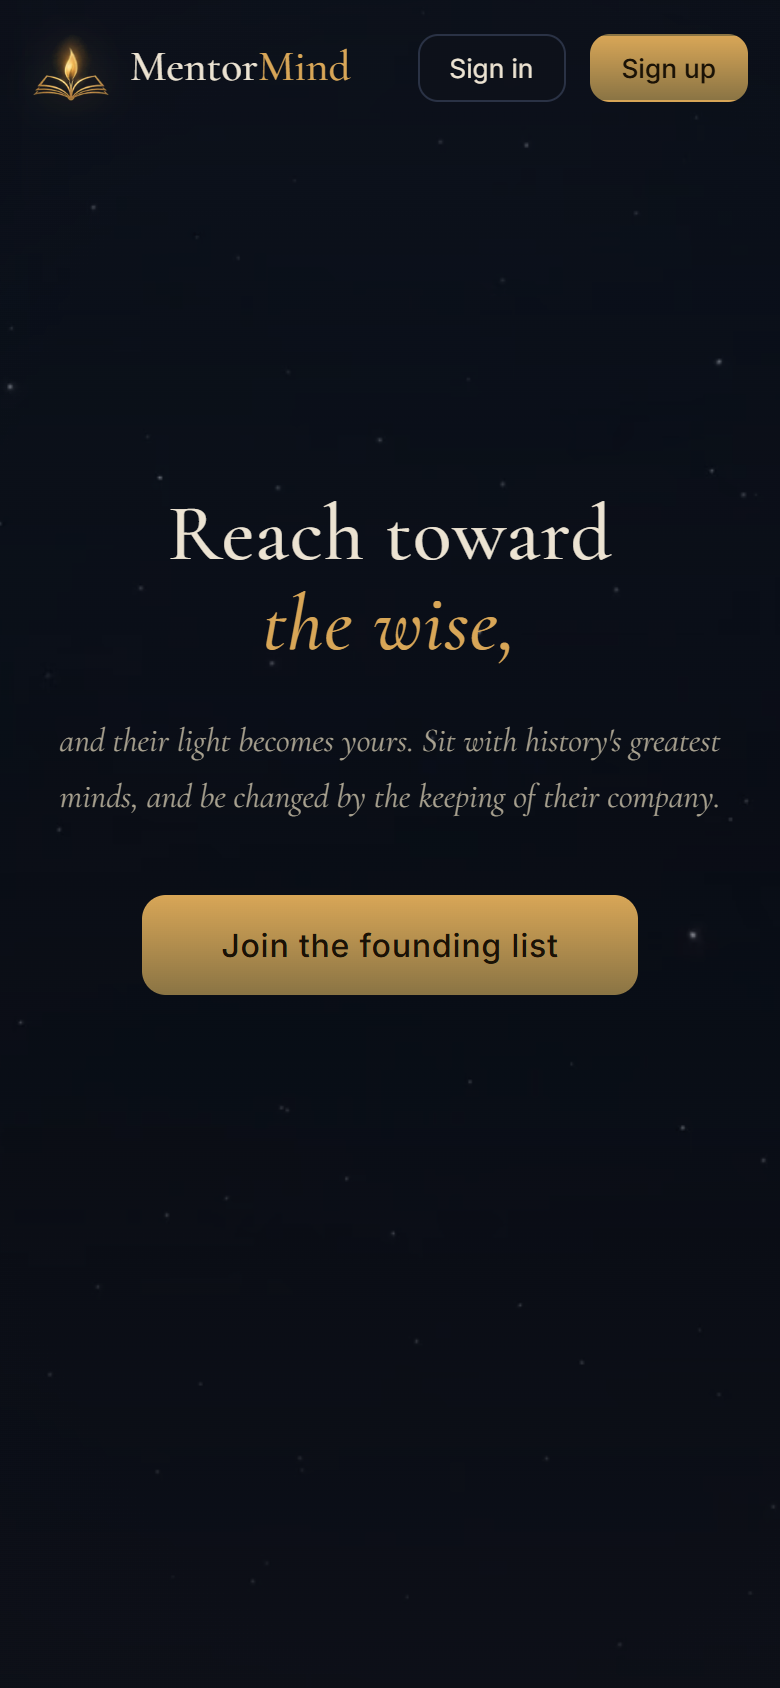 MentorMind
Sign in
Sign up
Reach toward
the wise,
and their light becomes yours. Sit with history's greatest
minds, and be changed by the keeping of their company.
Join the founding list